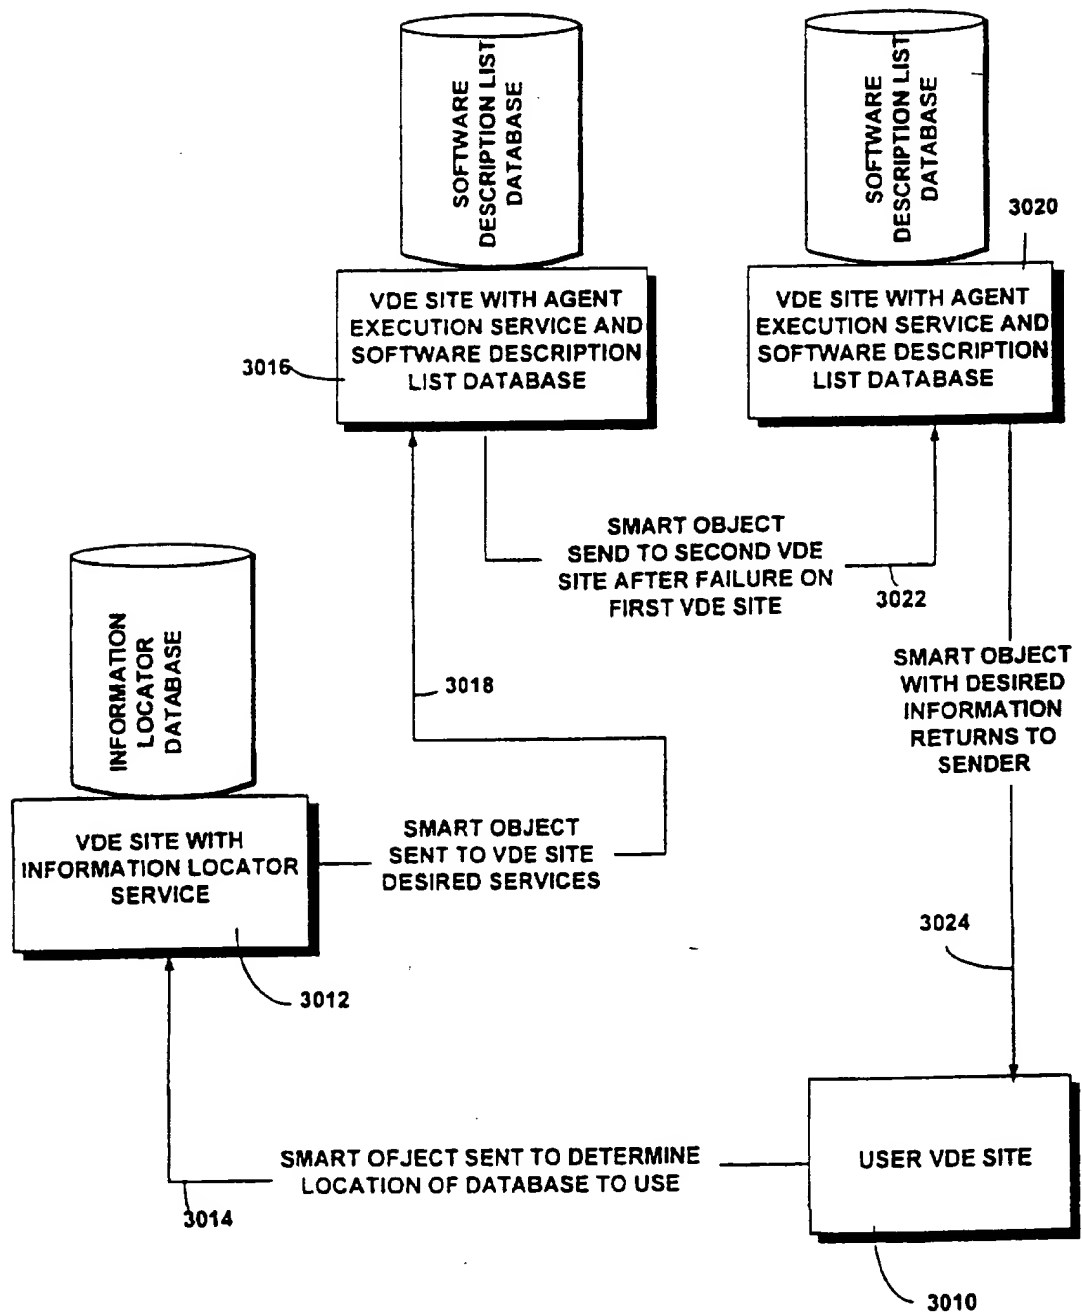 SOFTWARE
DESCRIPTION LIST
DATABASE
SOFTWARE
DESCRIPTION LIST
DATABASE
3020
VDE SITE WITH AGENT
EXECUTION SERVICE AND
SOFTWARE DESCRIPTION
LIST DATABASE
3016
VDE SITE WITH AGENT
EXECUTION SERVICE AND
SOFTWARE DESCRIPTION
LIST DATABASE
SMART OBJECT
SEND TO SECOND VDE
SITE AFTER FAILURE ON
FIRST VDE SITE
3022
INFORMATION
LOCATOR
DATABASE
3018
SMART OBJECT
WITH DESIRED
INFORMATION
RETURNS TO
SENDER
VDE SITE WITH
INFORMATION LOCATOR
SERVICE
SMART OBJECT
SENT TO VDE SITE
DESIRED SERVICES
3024
3012
SMART OFJECT SENT TO DETERMINE
LOCATION OF DATABASE TO USE
USER VDE SITE
3014
3010